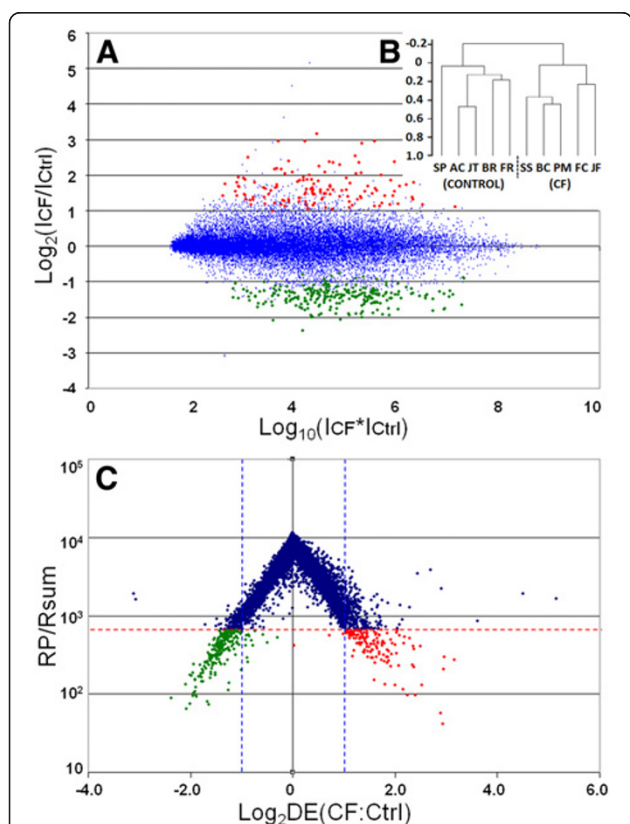 A
6
5
4
3
2
1
0
-1
-2
-3
-4
Log2(ICF/ICtrl)
0 2 4 6 8 10
Log10(ICF*ICtrl)
B
-0.2
0
0.2
0.4
0.6
0.8
1.0
SP AC JT BR FR SS BC PM FC JF
(CONTROL) (CF)
C
10^5
10^4
10^3
10^2
10
RP/Rsum
-4.0 -2.0 0 2.0 4.0 6.0
Log2DE(CF:Ctrl)